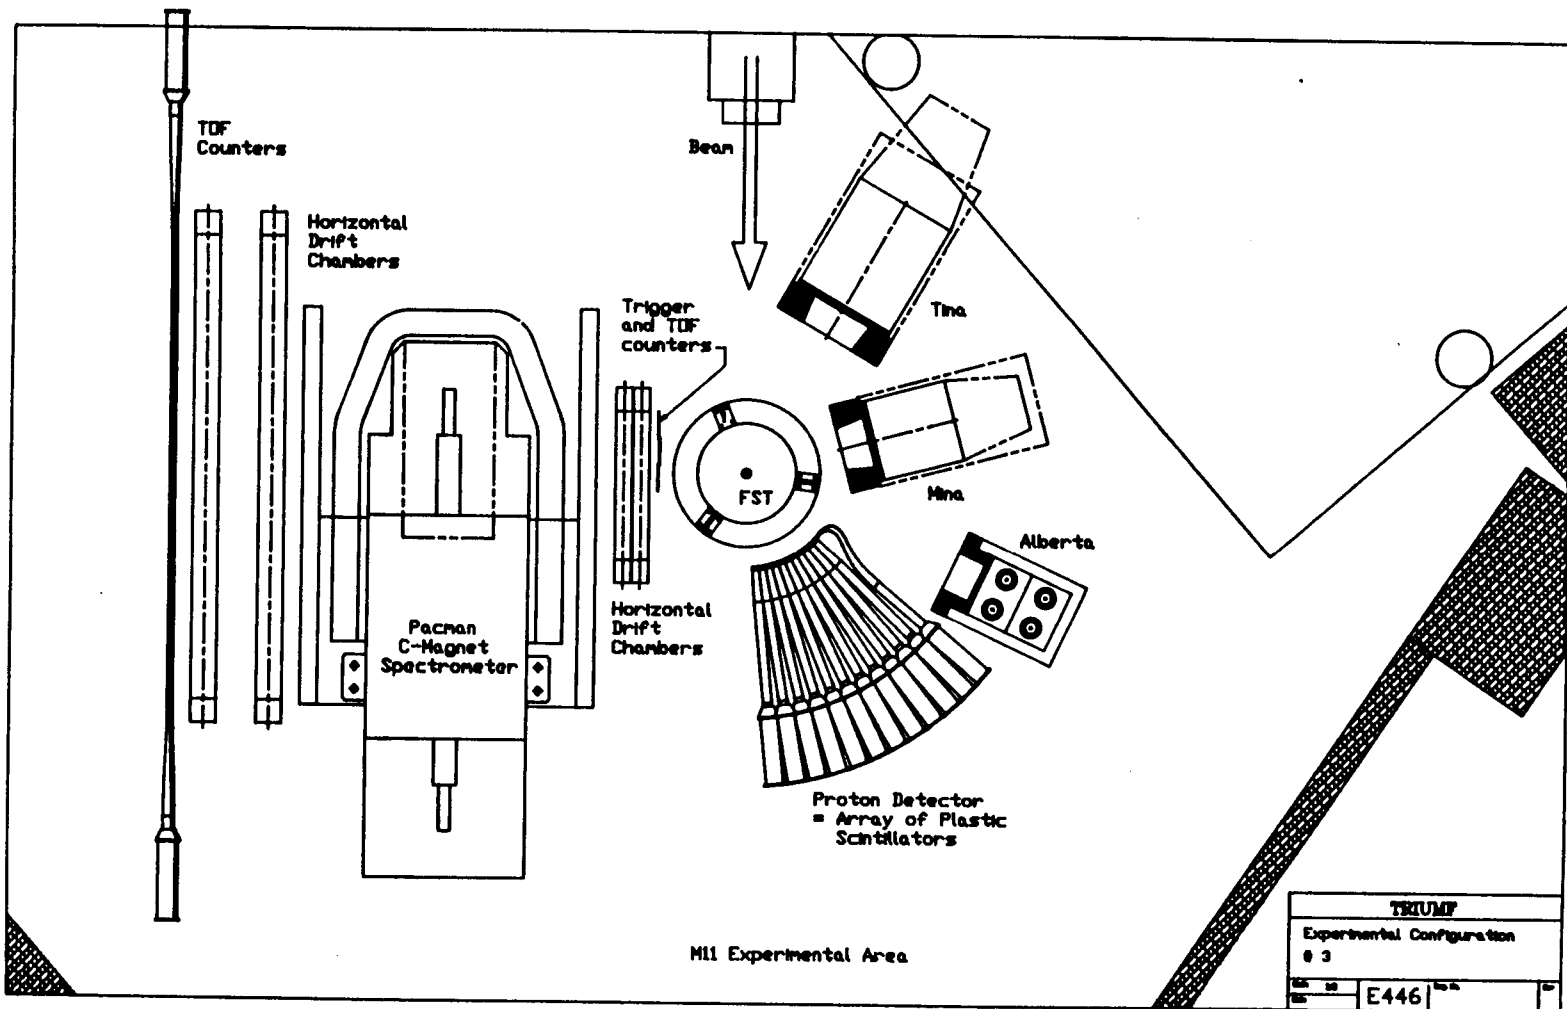 TOF
Counters
Beam
Horizontal
Drift
Chambers
Trigger
and TOF
counters
Tina
FST
Mina
Alberta
Horizontal
Drift
Chambers
Pacman
C-Magnet
Spectrometer
Proton Detector
= Array of Plastic
Scintillators
M11 Experimental Area
TRIUMF
Experimental Configuration
# 3
E446